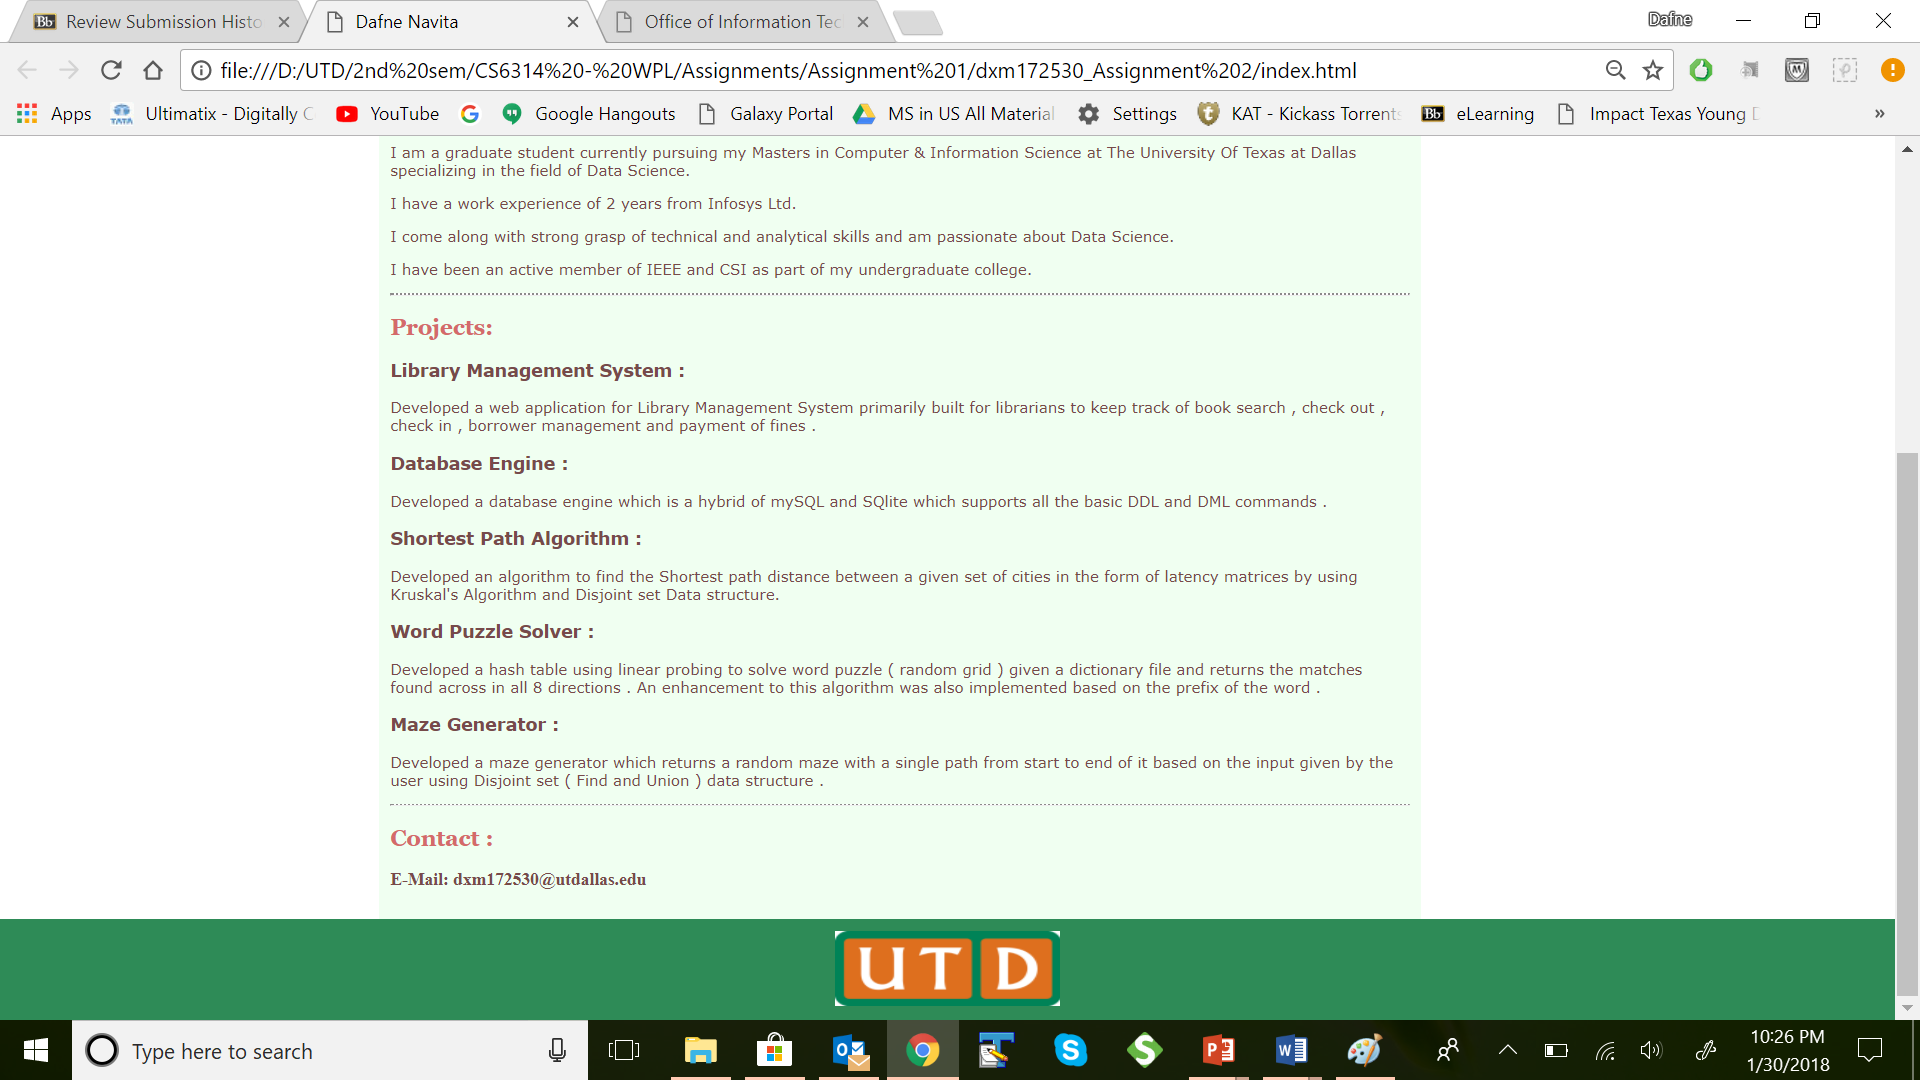 Review Submission Histo
Dafne Navita
Office of Information Tec
Dafne
file:///D:/UTD/2nd%20sem/CS6314%20-%20WPL/Assignments/Assignment%201/dxm172530_Assignment%202/index.html
Apps
Ultimatix - Digitally C
YouTube
Google Hangouts
Galaxy Portal
MS in US All Material
Settings
KAT - Kickass Torrents
Bb eLearning
Impact Texas Young D
»
I am a graduate student currently pursuing my Masters in Computer & Information Science at The University Of Texas at Dallas
specializing in the field of Data Science.
I have a work experience of 2 years from Infosys Ltd.
I come along with strong grasp of technical and analytical skills and am passionate about Data Science.
I have been an active member of IEEE and CSI as part of my undergraduate college.
Projects:
Library Management System :
Developed a web application for Library Management System primarily built for librarians to keep track of book search , check out ,
check in , borrower management and payment of fines .
Database Engine :
Developed a database engine which is a hybrid of mySQL and SQlite which supports all the basic DDL and DML commands .
Shortest Path Algorithm :
Developed an algorithm to find the Shortest path distance between a given set of cities in the form of latency matrices by using
Kruskal's Algorithm and Disjoint set Data structure.
Word Puzzle Solver :
Developed a hash table using linear probing to solve word puzzle ( random grid ) given a dictionary file and returns the matches
found across in all 8 directions . An enhancement to this algorithm was also implemented based on the prefix of the word .
Maze Generator :
Developed a maze generator which returns a random maze with a single path from start to end of it based on the input given by the
user using Disjoint set ( Find and Union ) data structure .
Contact :
E-Mail: dxm172530@utdallas.edu
UTD
Type here to search
10:26 PM
1/30/2018